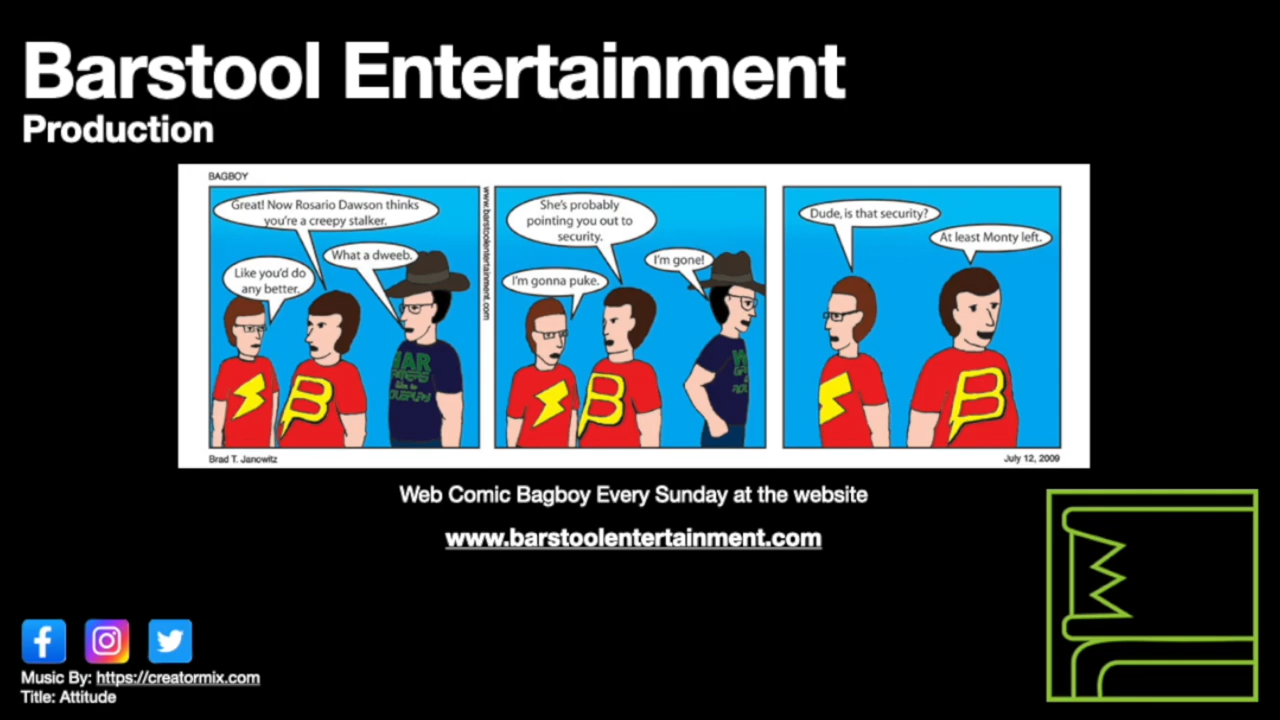 Barstool Entertainment
Production
BAGBOY
Great! Now Rosario Dawson thinks
you're a creepy stalker.
What a dweeb.
Like you'd do
any better.
www.barstoolentertainment.com
She's probably
pointing you out to
security.
I'm gonna puke.
I'm gone!
Dude, is that security?
At least Monty left.
B
B
B
Brad T. Janowitz
July 12, 2009
Web Comic Bagboy Every Sunday at the website
www.barstoolentertainment.com
Music By: https://creatormix.com
Title: Attitude